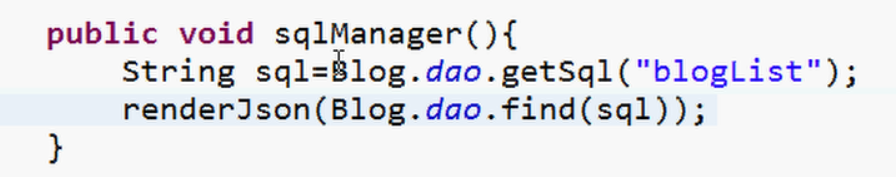 public void sqlManager(){
String sql=Blog.dao.getSql("blogList");
renderJson(Blog.dao.find(sql));
}